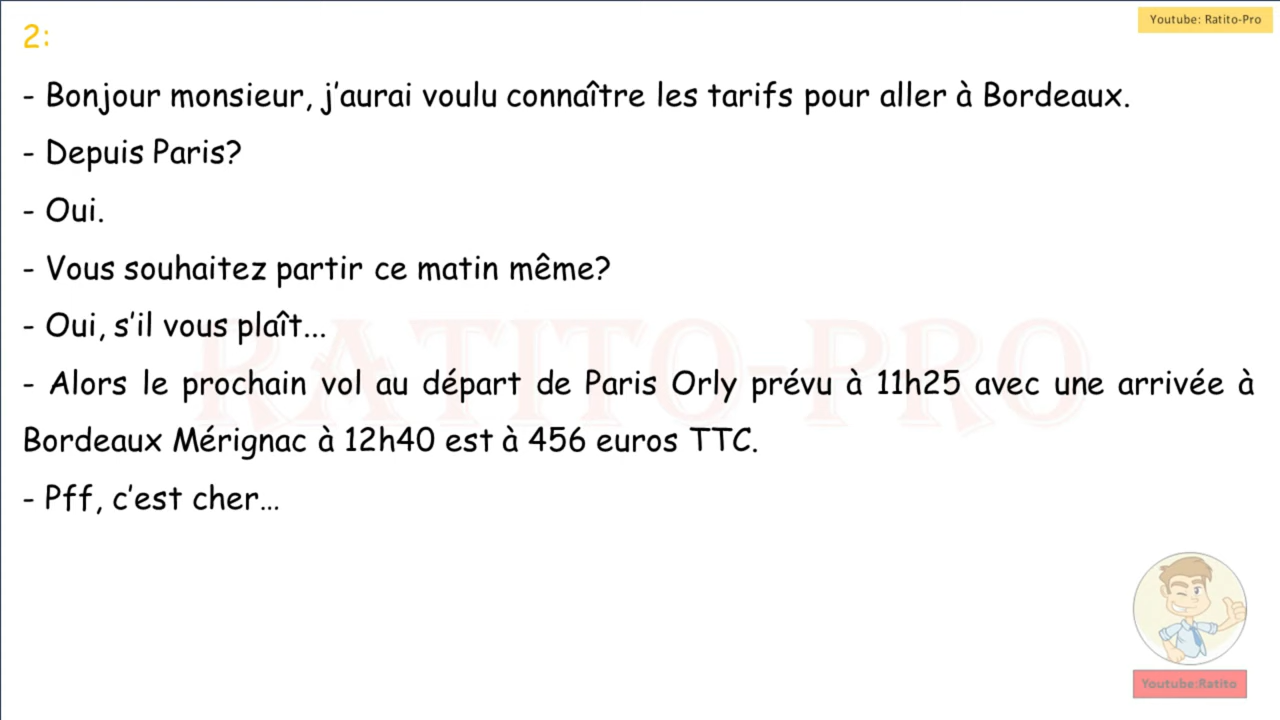 Youtube: Ratito-Pro
2:
- Bonjour monsieur, j’aurai voulu connaître les tarifs pour aller à Bordeaux.
- Depuis Paris?
- Oui.
- Vous souhaitez partir ce matin même?
- Oui, s’il vous plaît...
- Alors le prochain vol au départ de Paris Orly prévu à 11h25 avec une arrivée à
Bordeaux Mérignac à 12h40 est à 456 euros TTC.
- Pff, c’est cher...
RATITO-PRO
Youtube:Ratito